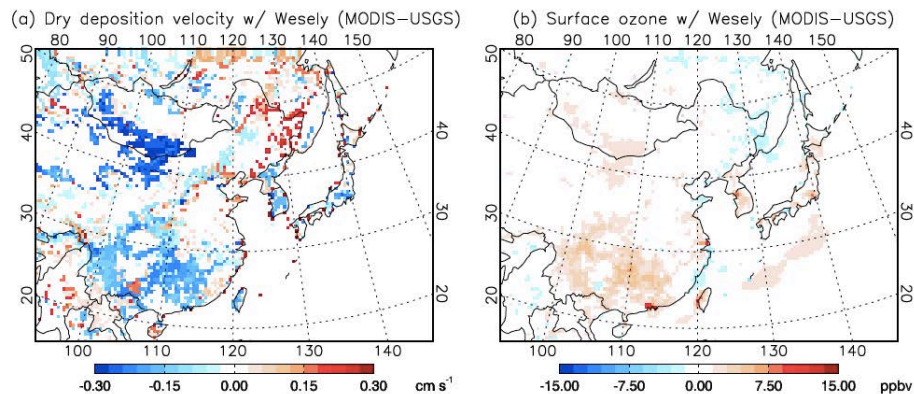 (a) Dry deposition velocity w/ Wesely (MODIS-USGS)
80 90 100 110 120 130 140 150
50
40
30
20
40
30
20
100 110 120 130 140
-0.30 -0.15 0.00 0.15 0.30 cm s-1
(b) Surface ozone w/ Wesely (MODIS-USGS)
80 90 100 110 120 130 140 150
50
40
30
20
40
30
20
100 110 120 130 140
-15.00 -7.50 0.00 7.50 15.00 ppbv